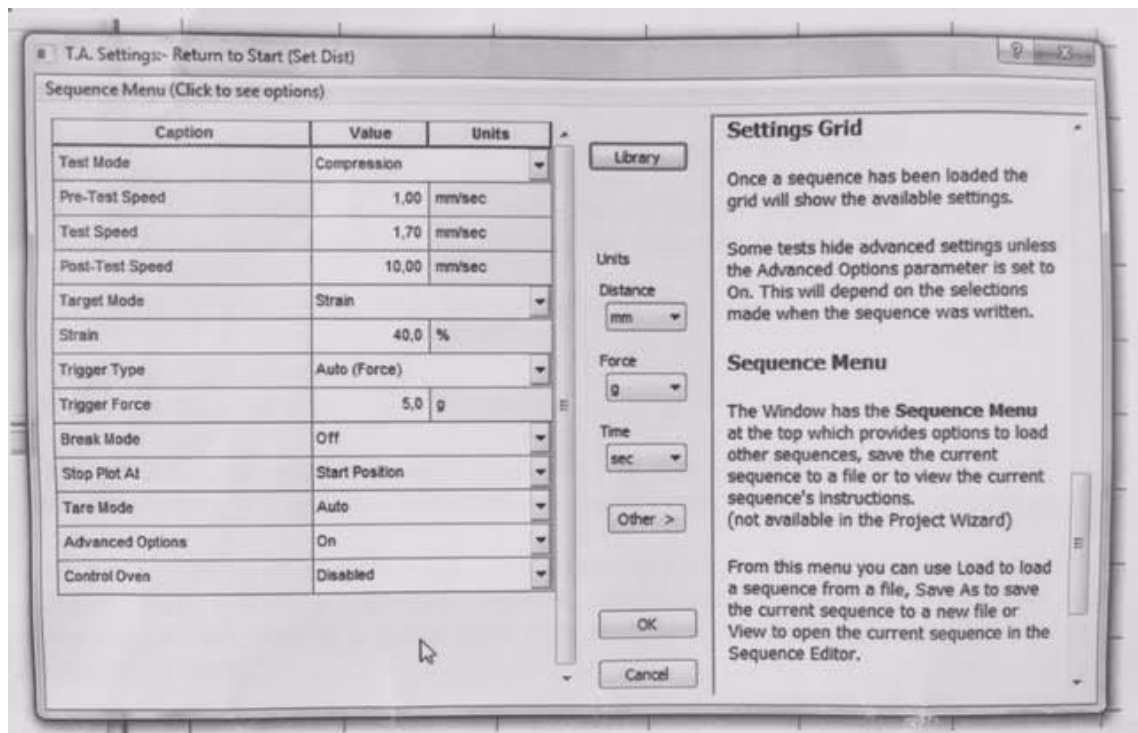 T.A. Settings:- Return to Start (Set Dist)
Sequence Menu (Click to see options)
Caption Value Units
Test Mode Compression
Pre-Test Speed 1,00 mm/sec
Test Speed 1,70 mm/sec
Post-Test Speed 10,00 mm/sec
Target Mode Strain
Strain 40,0 %
Trigger Type Auto (Force)
Trigger Force 5,0 g
Break Mode Off
Stop Plot At Start Position
Tare Mode Auto
Advanced Options On
Control Oven Disabled
Library
Units
Distance
mm
Force
g
Time
sec
Other >
OK
Cancel
Settings Grid
Once a sequence has been loaded the
grid will show the available settings.
Some tests hide advanced settings unless
the Advanced Options parameter is set to
On. This will depend on the selections
made when the sequence was written.
Sequence Menu
The Window has the Sequence Menu
at the top which provides options to load
other sequences, save the current
sequence to a file or to view the current
sequence's instructions.
(not available in the Project Wizard)
From this menu you can use Load to load
a sequence from a file, Save As to save
the current sequence to a new file or
View to open the current sequence in the
Sequence Editor.